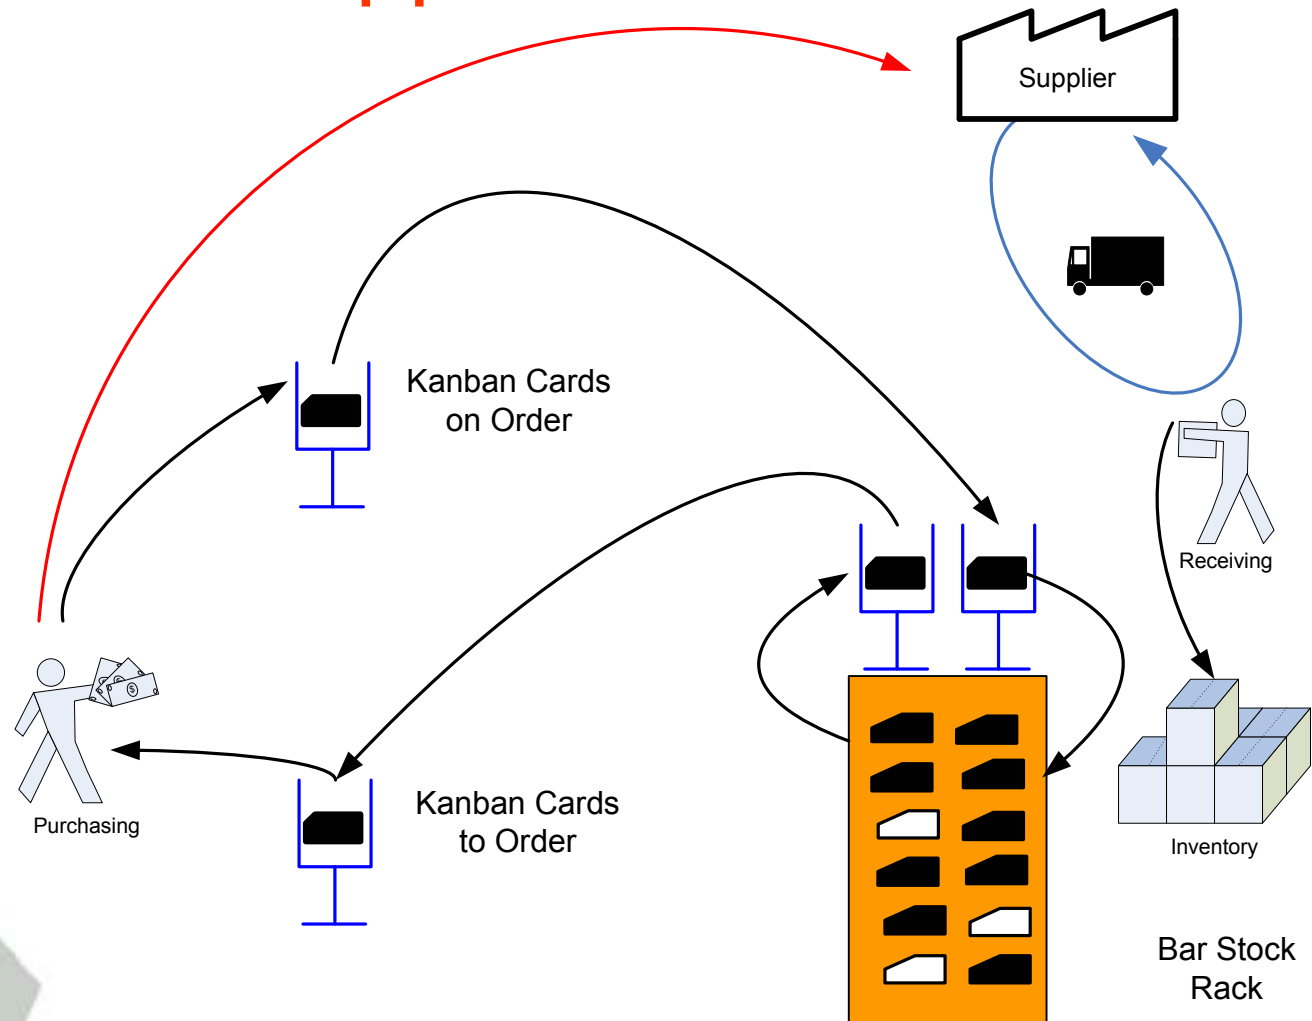 Supplier
Kanban Cards
on Order
Receiving
Purchasing
Kanban Cards
to Order
Inventory
Bar Stock
Rack